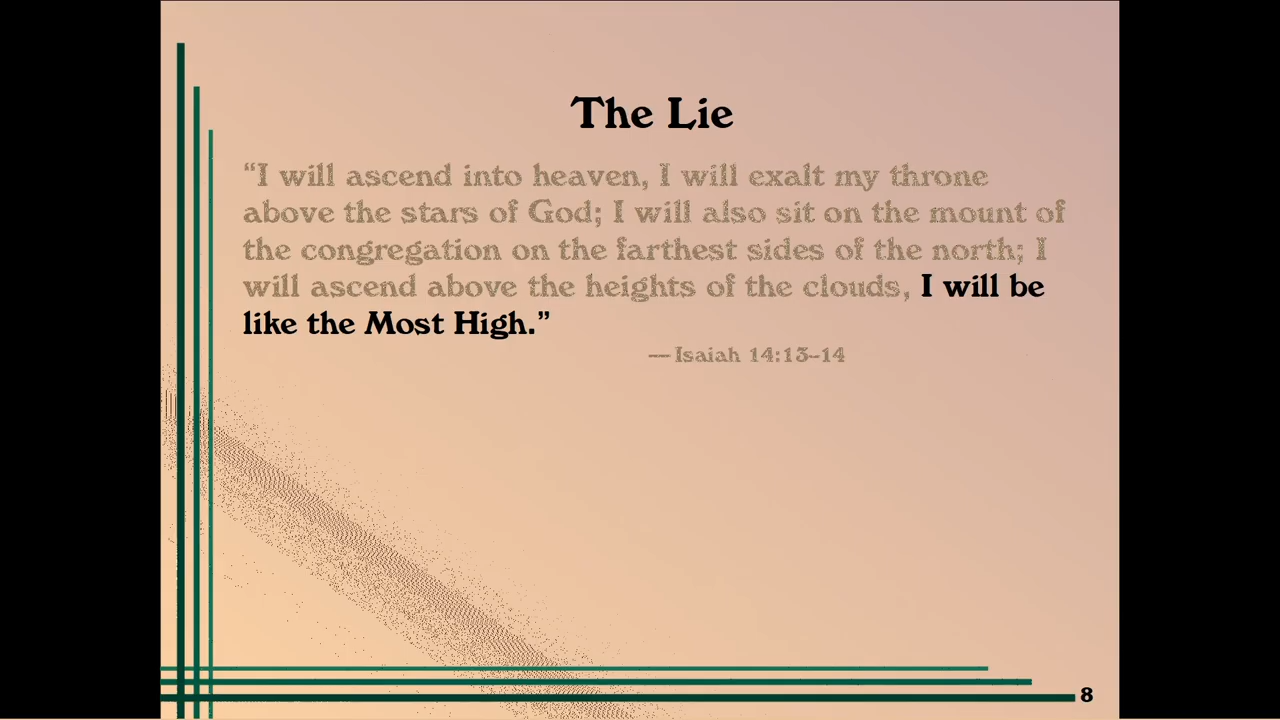 The Lie
“I will ascend into heaven, I will exalt my throne
above the stars of God; I will also sit on the mount of
the congregation on the farthest sides of the north; I
will ascend above the heights of the clouds, I will be
like the Most High.”
—Isaiah 14:13–14
8